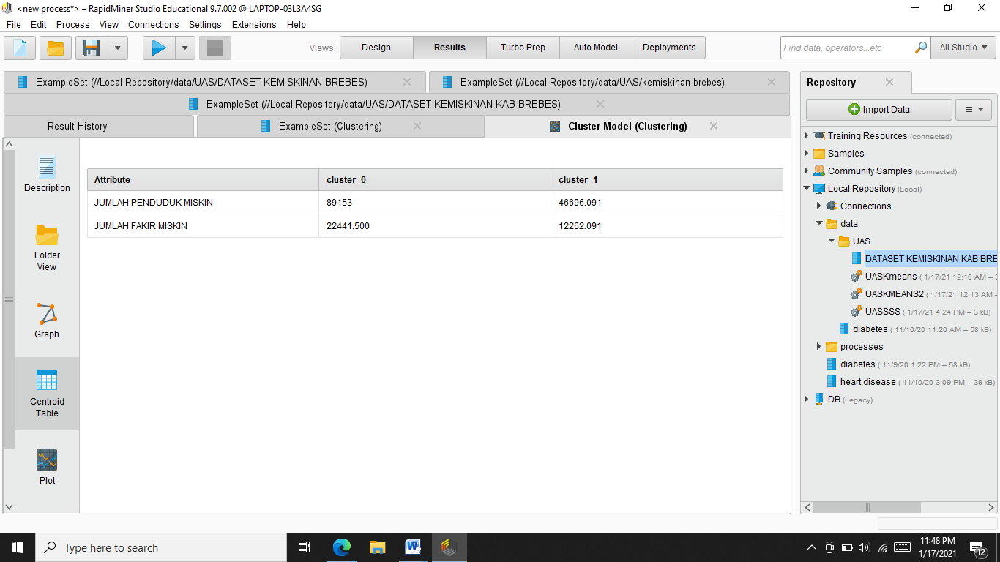 <new process*> – RapidMiner Studio Educational 9.7.002 @ LAPTOP-03L3A4SG
File Edit Process View Connections Settings Extensions Help
Views: Design Results Turbo Prep Auto Model Deployments Find data, operators...etc All Studio
ExampleSet (//Local Repository/data/UAS/DATASET KEMISKINAN BREBES) ExampleSet (//Local Repository/data/UAS/kemiskinan brebes)
ExampleSet (//Local Repository/data/UAS/DATASET KEMISKINAN KAB BREBES)
Result History ExampleSet (Clustering) Cluster Model (Clustering)
Description
Folder
View
Graph
Centroid
Table
Plot
Attribute cluster_0 cluster_1
JUMLAH PENDUDUK MISKIN 89153 46696.091
JUMLAH FAKIR MISKIN 22441.500 12262.091
Repository
Import Data
Training Resources (connected)
Samples
Community Samples (connected)
Local Repository (Local)
Connections
data
UAS
DATASET KEMISKINAN KAB BRE
UASKmeans ( 1/17/21 12:10 AM – 3
UASKMEANS2 ( 1/17/21 12:13 AM –
UASSSS ( 1/17/21 4:24 PM – 3 kB)
diabetes ( 11/10/20 11:20 AM – 58 kB)
processes
diabetes ( 11/9/20 1:22 PM – 58 kB)
heart disease ( 11/10/20 3:09 PM – 39 kB)
DB (Legacy)
Type here to search
11:48 PM
1/17/2021
12